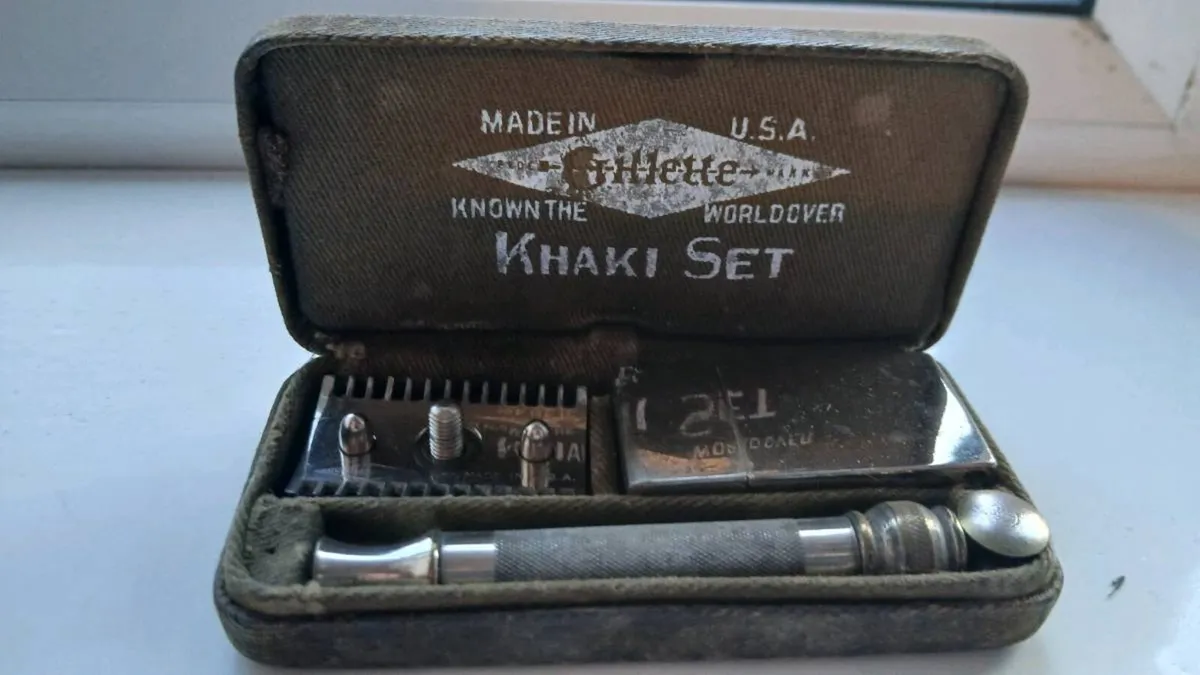 MADE IN U.S.A.
Gillette
KNOWN THE WORLD OVER
KHAKI SET